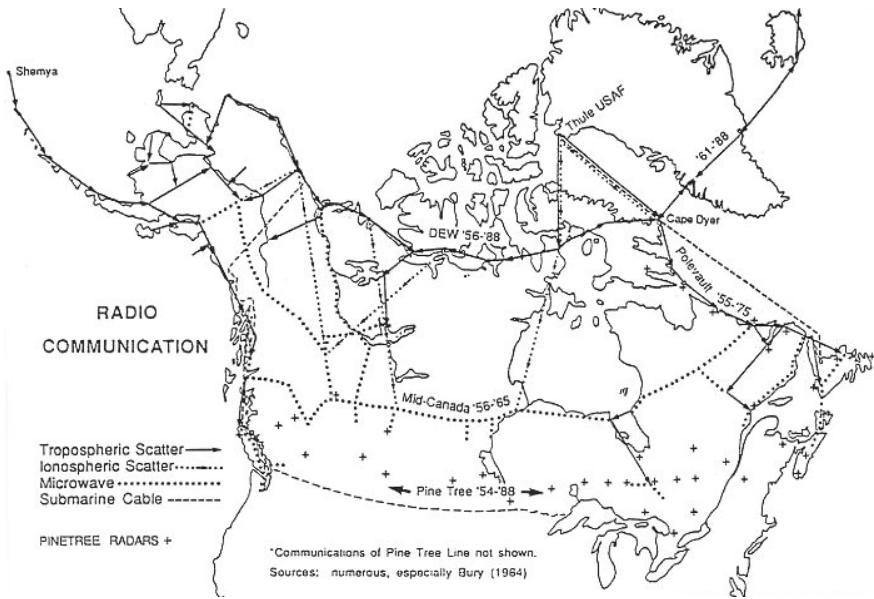 Shemya
Thule USAF
'61-'88
Cape Dyer
DEW '56-'88
Polevault '55-'75
RADIO
COMMUNICATION
Mid-Canada '56-'65
Tropospheric Scatter
Ionospheric Scatter
Microwave
Submarine Cable
Pine Tree '54-'88
PINETREE RADARS +
*Communications of Pine Tree Line not shown.
Sources: numerous, especially Bury (1964)